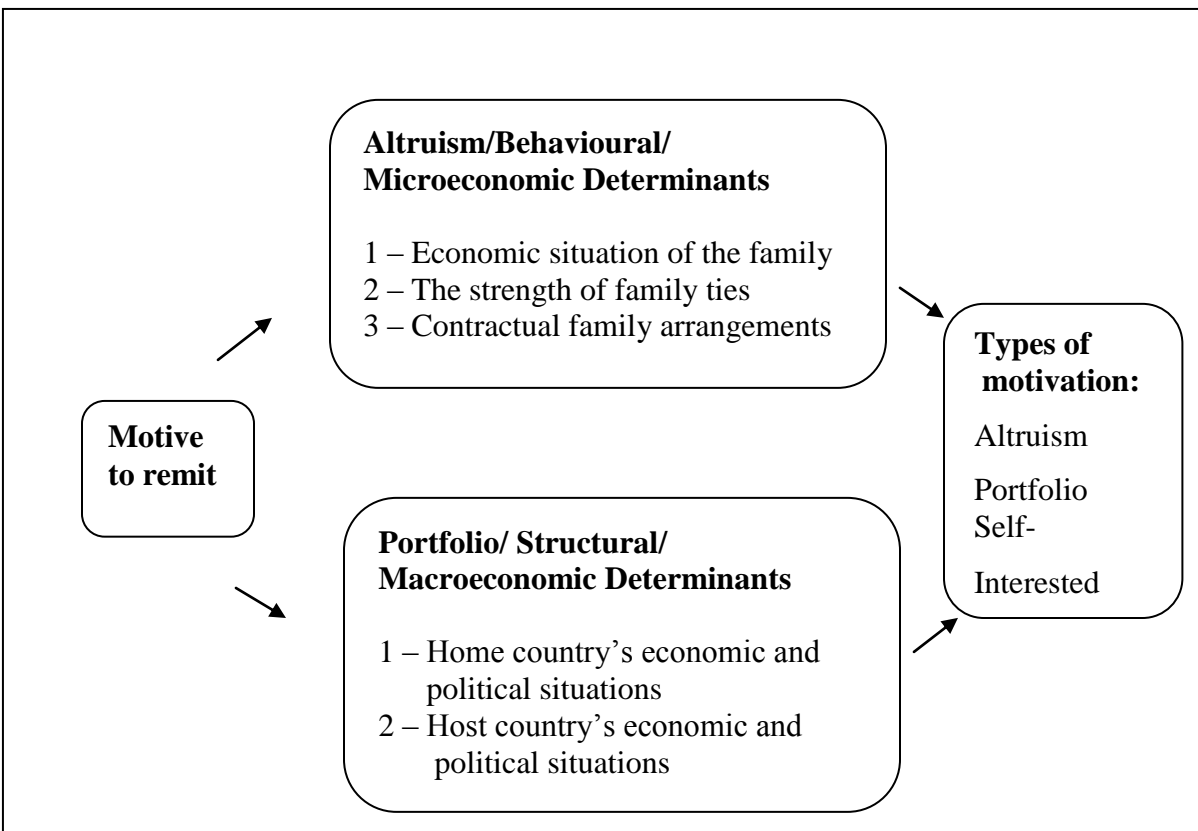 Altruism/Behavioural/
Microeconomic Determinants
1 – Economic situation of the family
2 – The strength of family ties
3 – Contractual family arrangements
Motive
to remit
Portfolio/ Structural/
Macroeconomic Determinants
1 – Home country’s economic and
political situations
2 – Host country’s economic and
political situations
Types of
motivation:
Altruism
Portfolio
Self-
Interested